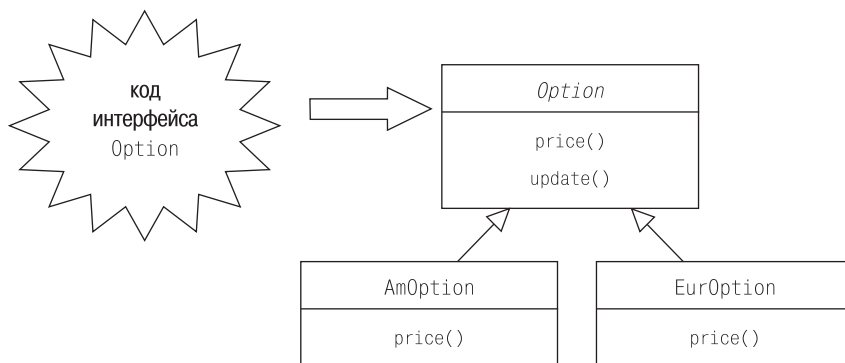 код
интерфейса
Option
Option
price()
update()
AmOption
price()
EurOption
price()